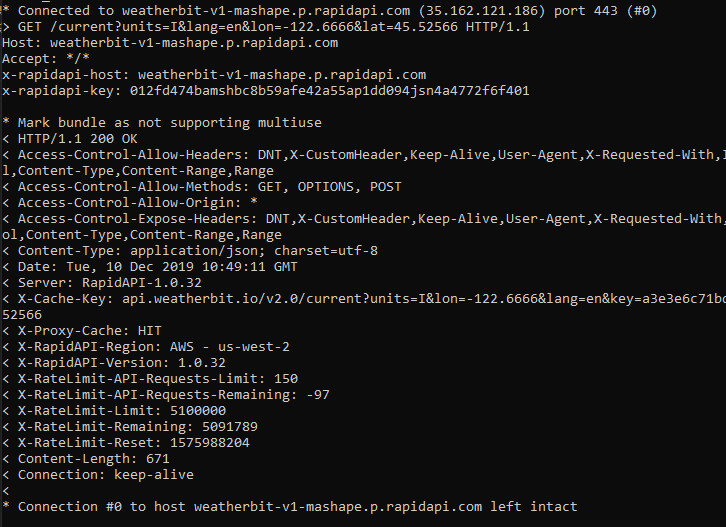 * Connected to weatherbit-v1-mashape.p.rapidapi.com (35.162.121.186) port 443 (#0)
> GET /current?units=I&lang=en&lon=-122.6666&lat=45.52566 HTTP/1.1
Host: weatherbit-v1-mashape.p.rapidapi.com
Accept: */*
x-rapidapi-host: weatherbit-v1-mashape.p.rapidapi.com
x-rapidapi-key: 012fd474bamshbc8b59afe42a55ap1dd094jsn4a4772f6f401
* Mark bundle as not supporting multiuse
< HTTP/1.1 200 OK
< Access-Control-Allow-Headers: DNT,X-CustomHeader,Keep-Alive,User-Agent,X-Requested-With,
l,Content-Type,Content-Range,Range
< Access-Control-Allow-Methods: GET, OPTIONS, POST
< Access-Control-Allow-Origin: *
< Access-Control-Expose-Headers: DNT,X-CustomHeader,Keep-Alive,User-Agent,X-Requested-With,
ol,Content-Type,Content-Range,Range
< Content-Type: application/json; charset=utf-8
< Date: Tue, 10 Dec 2019 10:49:11 GMT
< Server: RapidAPI-1.0.32
< X-Cache-Key: api.weatherbit.io/v2.0/current?units=I&lon=-122.6666&lang=en&key=a3e3e6c71bc
52566
< X-Proxy-Cache: HIT
< X-RapidAPI-Region: AWS - us-west-2
< X-RapidAPI-Version: 1.0.32
< X-RateLimit-API-Requests-Limit: 150
< X-RateLimit-API-Requests-Remaining: -97
< X-RateLimit-Limit: 5100000
< X-RateLimit-Remaining: 5091789
< X-RateLimit-Reset: 1575988204
< Content-Length: 671
< Connection: keep-alive
<
* Connection #0 to host weatherbit-v1-mashape.p.rapidapi.com left intact